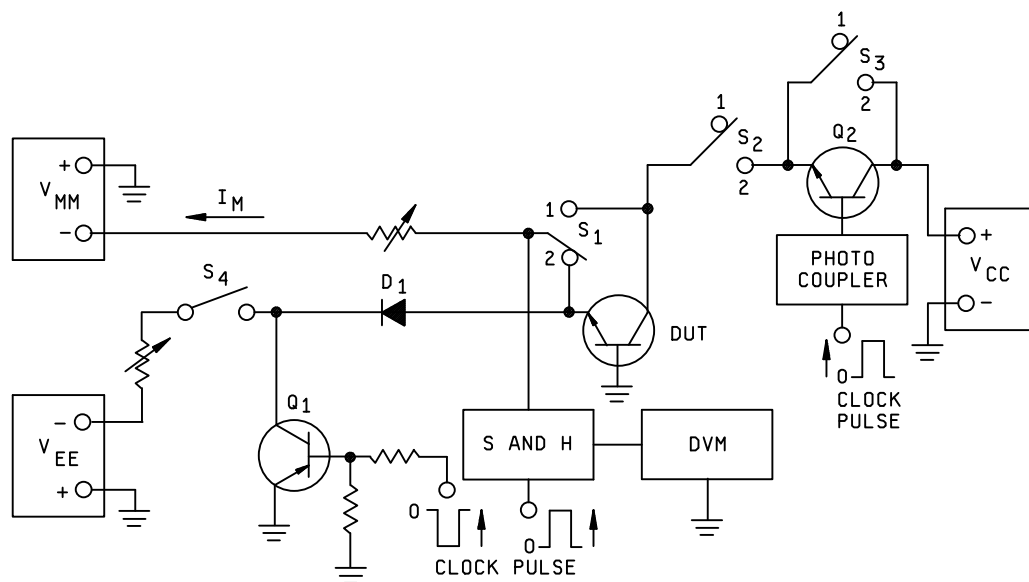 1
S3
2
Q2
1
S2
2
+
VMM
−
IM
1
S1
2
PHOTO
COUPLER
+
VCC
−
S4
D1
DUT
0
CLOCK
PULSE
−
VEE
+
Q1
S AND H
DVM
0
0
CLOCK PULSE